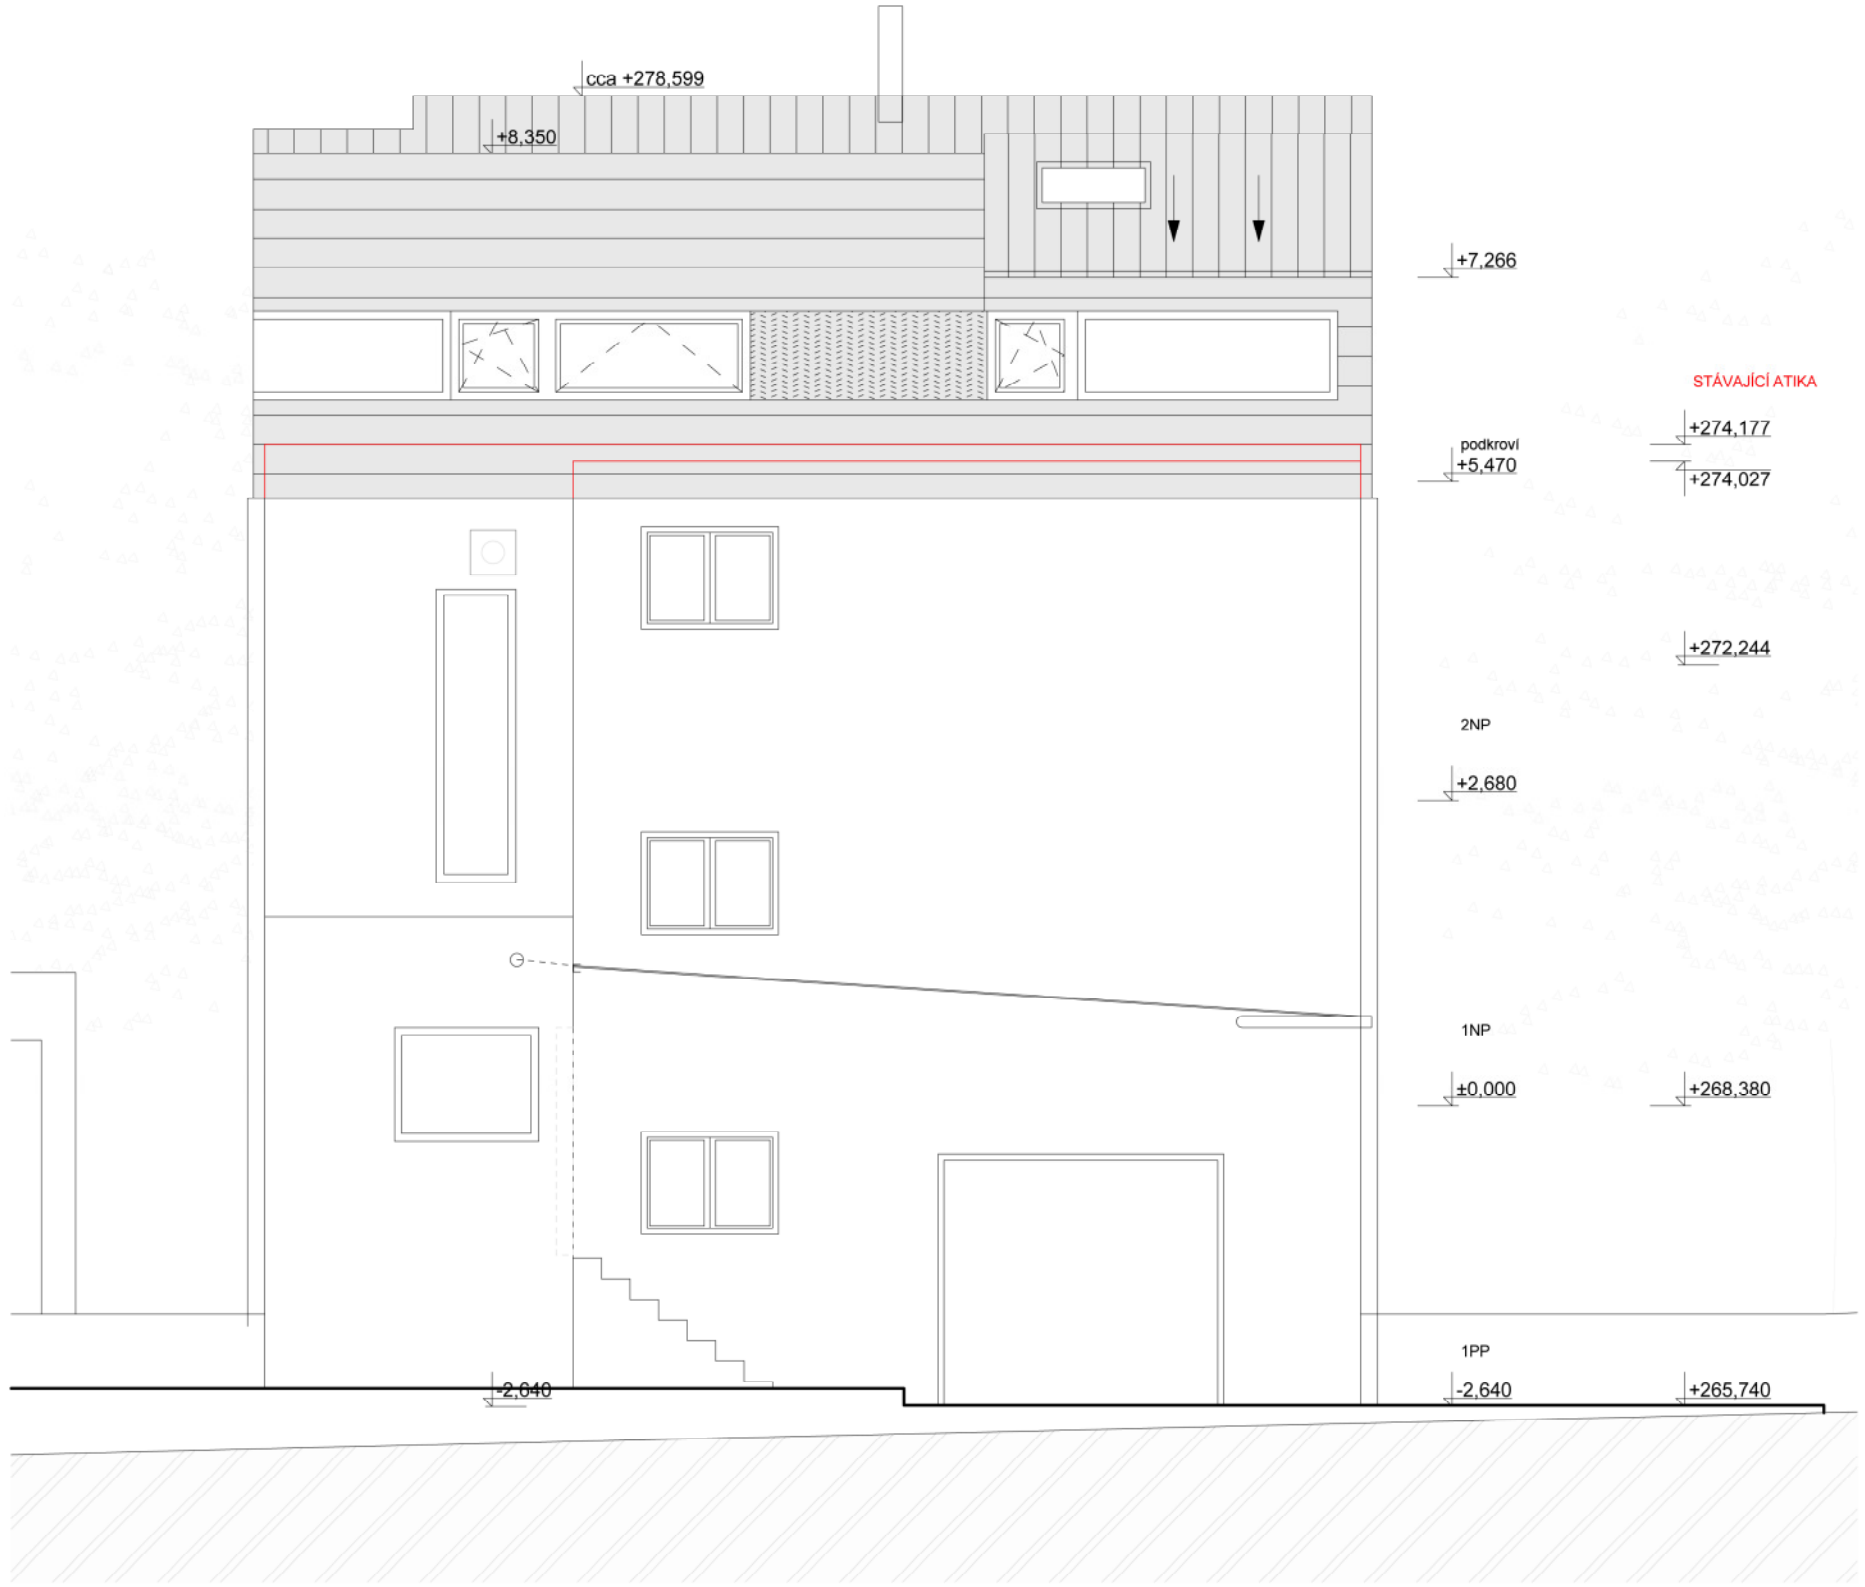 cca +278,599
+8,350
+7,266
STÁVAJÍCÍ ATIKA
+274,177
podkroví
+5,470
+274,027
+272,244
2NP
+2,680
1NP
±0,000
+268,380
1PP
-2,640
-2,640
+265,740